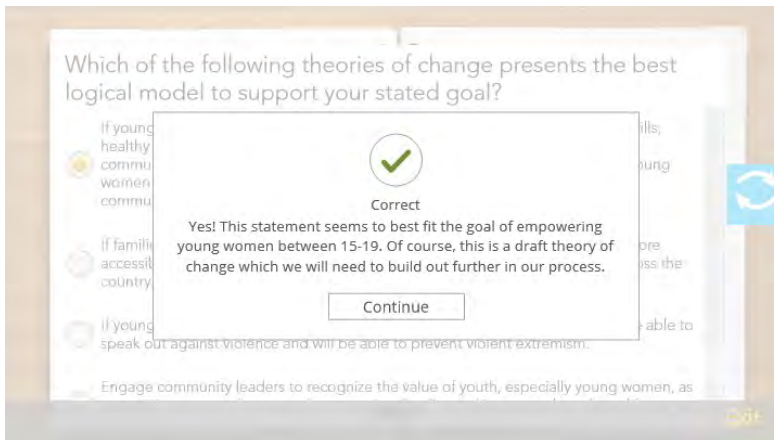 Which of the following theories of change presents the best
logical model to support your stated goal?
If young
healthy
commu
women
commu
ills;
oung
Correct
Yes! This statement seems to best fit the goal of empowering
young women between 15-19. Of course, this is a draft theory of
change which we will need to build out further in our process.
Continue
If famili
accessib
country
ore
oss the
If young
able to
speak out against violence and will be able to prevent violent extremism.
Engage community leaders to recognize the value of youth, especially young women, as
Exit